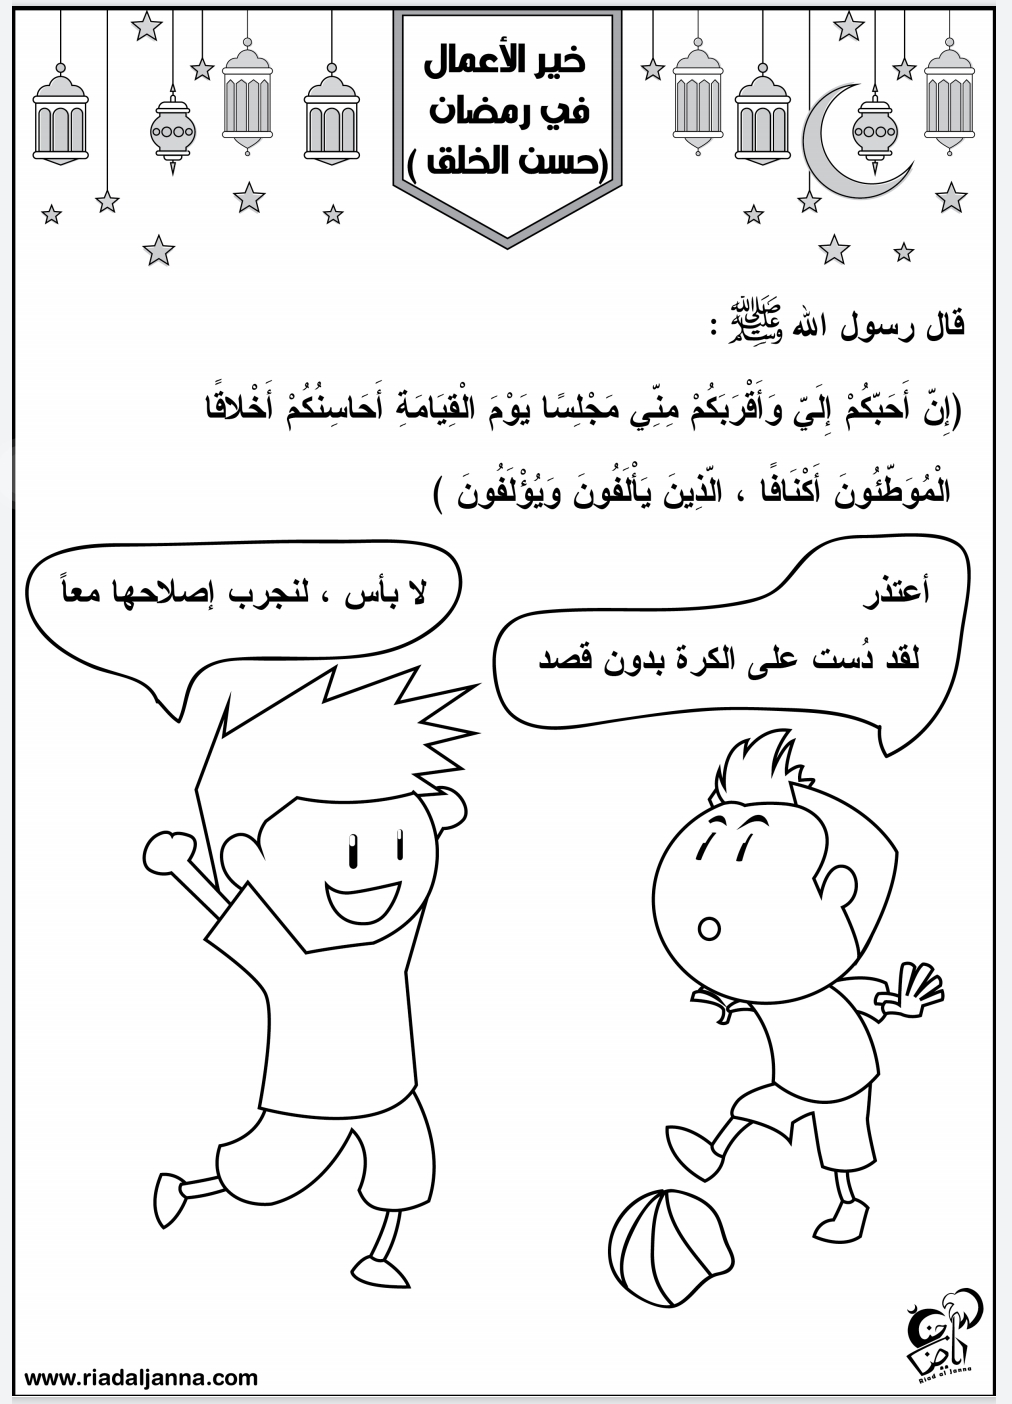 خير الأعمال
في رمضان
(حسن الخلق )
قال رسول الله ﷺ :
(إِنّ أَحَبّكُمْ إِلَيّ وَأَقْرَبَكُمْ مِنِّي مَجْلِسًا يَوْمَ الْقِيَامَةِ أَحَاسِنُكُمْ أَخْلاقًا
الْمُوَطّئُونَ أَكْنَافًا ، الّذِينَ يَأْلَفُونَ وَيُؤْلَفُونَ )
أعتذر
لقد دُست على الكرة بدون قصد
لا بأس ، لنجرب إصلاحها معاً
رياض الجنة
Riad al Janna
www.riadaljanna.com